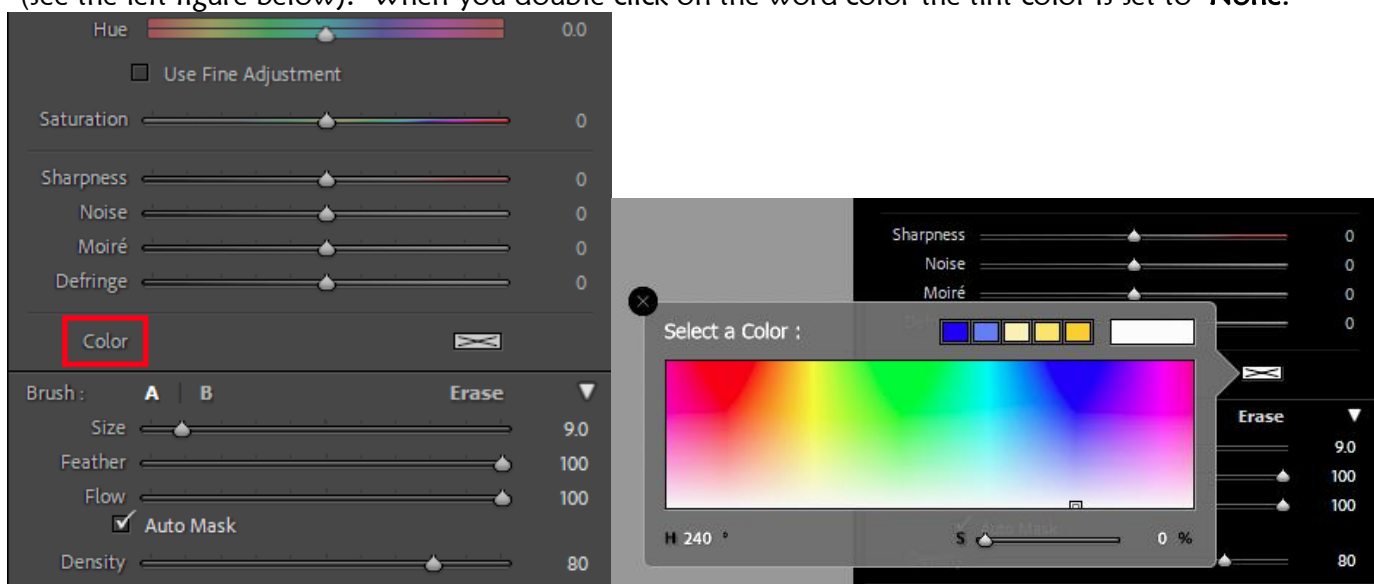 (see the left figure below). When you double click on the word color the tint color is set to "None."
Hue 0.0
Use Fine Adjustment
Saturation 0
Sharpness 0
Noise 0
Moiré 0
Defringe 0
Color
Brush : A B Erase
Size 9.0
Feather 100
Flow 100
Auto Mask
Density 80
Sharpness 0
Noise 0
Moiré 0
0
Select a Color :
Erase
9.0
100
100
H 240 ° S 0 %
Auto Mask
80